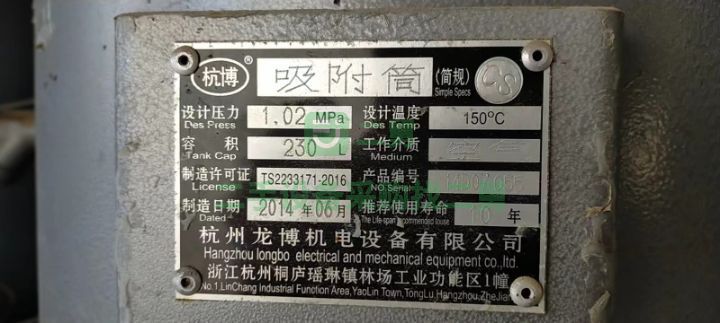 杭博 ® 吸附筒 (简规) Simple Specs CS
设计压力 Des Press 1.02 MPa 设计温度 Des Temp 150°C
容积 Tank Cap 230 L 工作介质 Medium 空气
制造许可证 License TS2233171-2016 产品编号 NO Serial
制造日期 Dated 2014 年 06 月 推荐使用寿命 The Life-span recommended louse 10 年
杭州龙博机电设备有限公司
Hangzhou longbo electrical and mechanical equipment co.,ltd.
浙江杭州桐庐瑶琳镇林场工业功能区1幢
No.1,LinChang Industrial Function Area,YaoLin Town,TongLu,Hangzhou,ZheJian